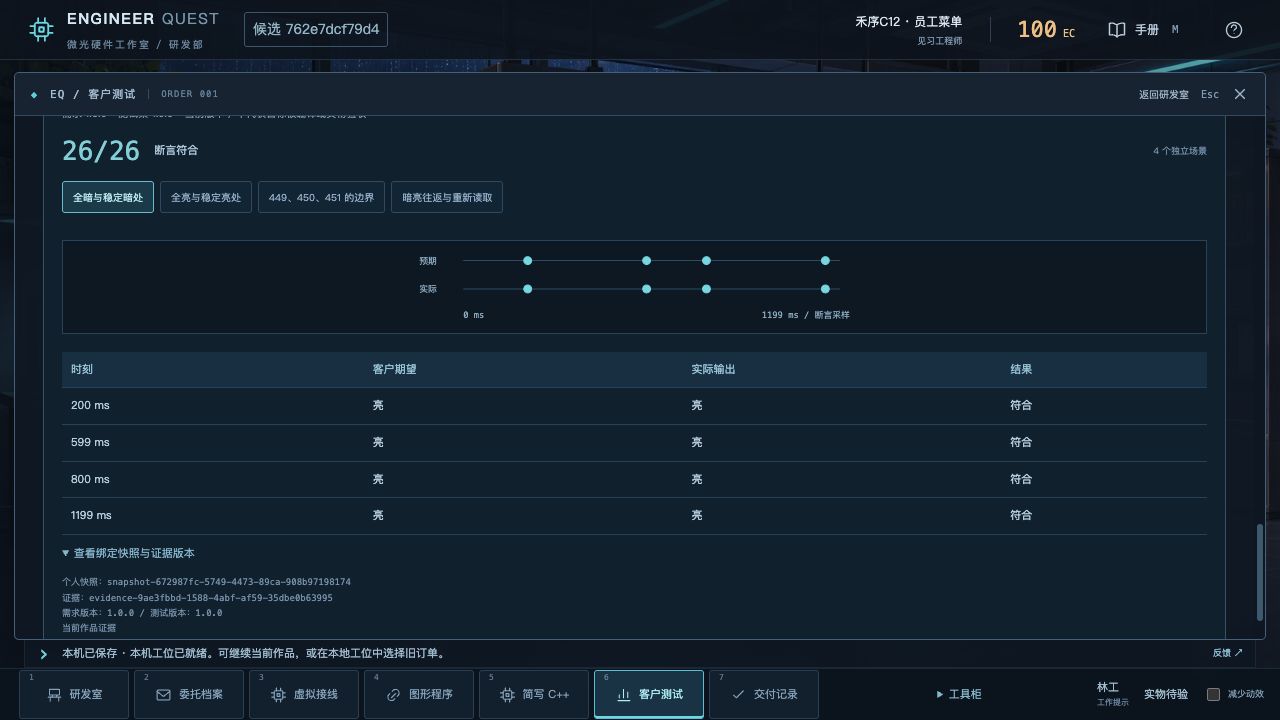 ENGINEER QUEST
微光硬件工作室 / 研发部
候选 762e7dcf79d4
禾序C12 · 员工菜单
见习工程师
100 EC
手册 M
EQ / 客户测试
ORDER 001
返回研发室 Esc
26/26 断言符合
4 个独立场景
全暗与稳定暗处
全亮与稳定亮处
449、450、451 的边界
暗亮往返与重新读取
预期
实际
0 ms
1199 ms / 断言采样
时刻 客户期望 实际输出 结果
200 ms 亮 亮 符合
599 ms 亮 亮 符合
800 ms 亮 亮 符合
1199 ms 亮 亮 符合
查看绑定快照与证据版本
个人快照: snapshot-672987fc-5749-4473-89ca-908b97198174
证据: evidence-9ae3fbbd-1588-4abf-af59-35dbe0b63995
需求版本: 1.0.0 / 测试版本: 1.0.0
当前作品证据
本机已保存 · 本机工位已就绪。可继续当前作品，或在本地工位中选择旧订单。
反馈 ↗
1 研发室
2 委托档案
3 虚拟接线
4 图形程序
5 简写 C++
6 客户测试
7 交付记录
工具柜
林工
工作提示
实物待验
减少动效